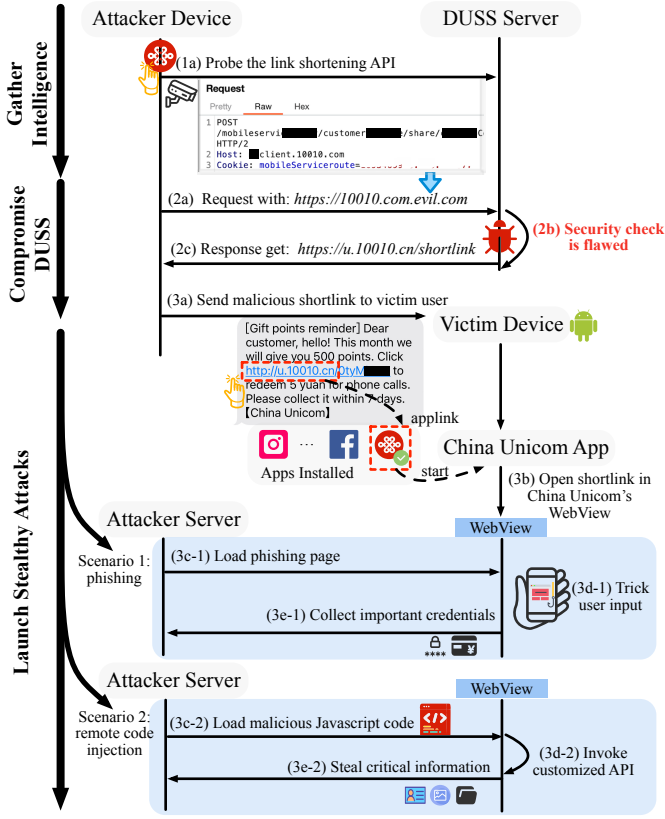 Attacker Device
DUSS Server
Gather
Intelligence
(1a) Probe the link shortening API
Request
Pretty Raw Hex
1 POST
/mobileservi /customer e/share/ C
HTTP/2
2 Host: client.10010.com
3 Cookie: mobileServiceroute=
Compromise
DUSS
(2a) Request with: https://10010.com.evil.com
(2b) Security check
is flawed
(2c) Response get: https://u.10010.cn/shortlink
(3a) Send malicious shortlink to victim user
Victim Device
[Gift points reminder] Dear
customer, hello! This month we
will give you 500 points. Click
http://u.10010.cn/0tyM to
redeem 5 yuan for phone calls.
Please collect it within 7-days.
【China Unicom】
applink
...
Apps Installed
start
China Unicom App
(3b) Open shortlink in
China Unicom's
WebView
Launch Stealthy Attacks
Attacker Server
WebView
Scenario 1:
phishing
(3c-1) Load phishing page
(3d-1) Trick
user input
(3e-1) Collect important credentials
****
¥
Attacker Server
WebView
Scenario 2:
remote code
injection
(3c-2) Load malicious Javascript code
</>
(3d-2) Invoke
customized API
(3e-2) Steal critical information